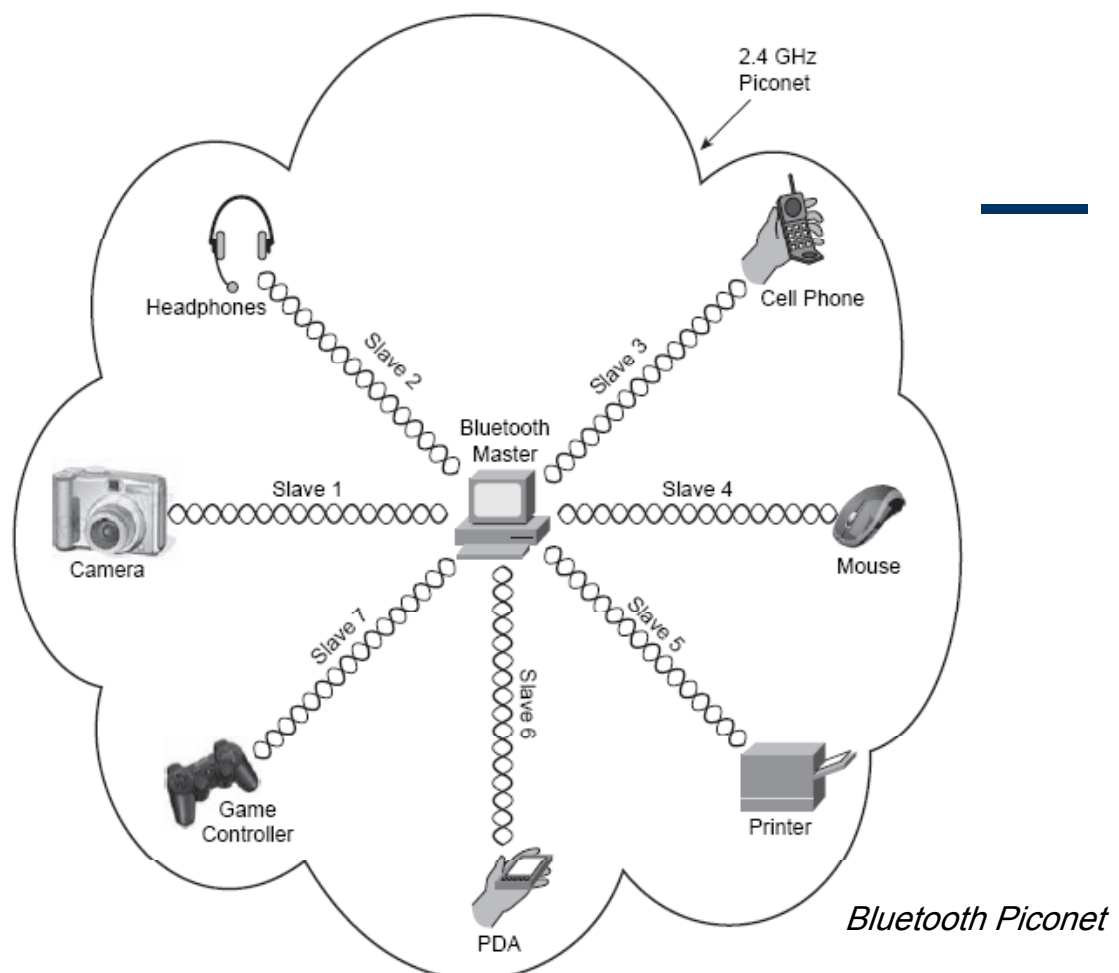 2.4 GHz
Piconet
Headphones
Cell Phone
Slave 2
Slave 3
Bluetooth
Master
Slave 1
Slave 4
Camera
Mouse
Slave 7
Slave 6
Slave 5
Game
Controller
Printer
PDA
Bluetooth Piconet